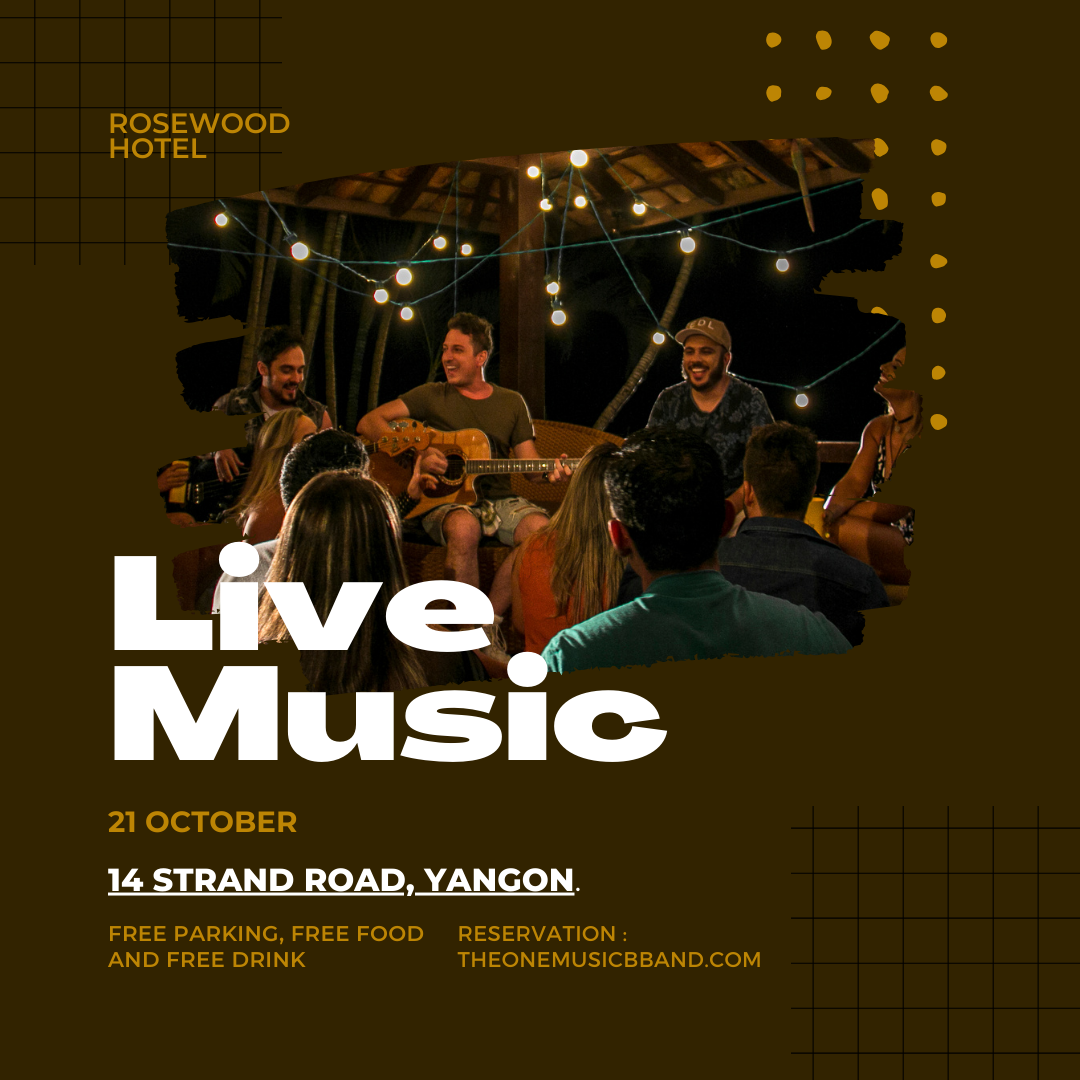 ROSEWOOD
HOTEL
Live
Music
21 OCTOBER
14 STRAND ROAD, YANGON.
FREE PARKING, FREE FOOD
AND FREE DRINK
RESERVATION :
THEONEMUSICBBAND.COM